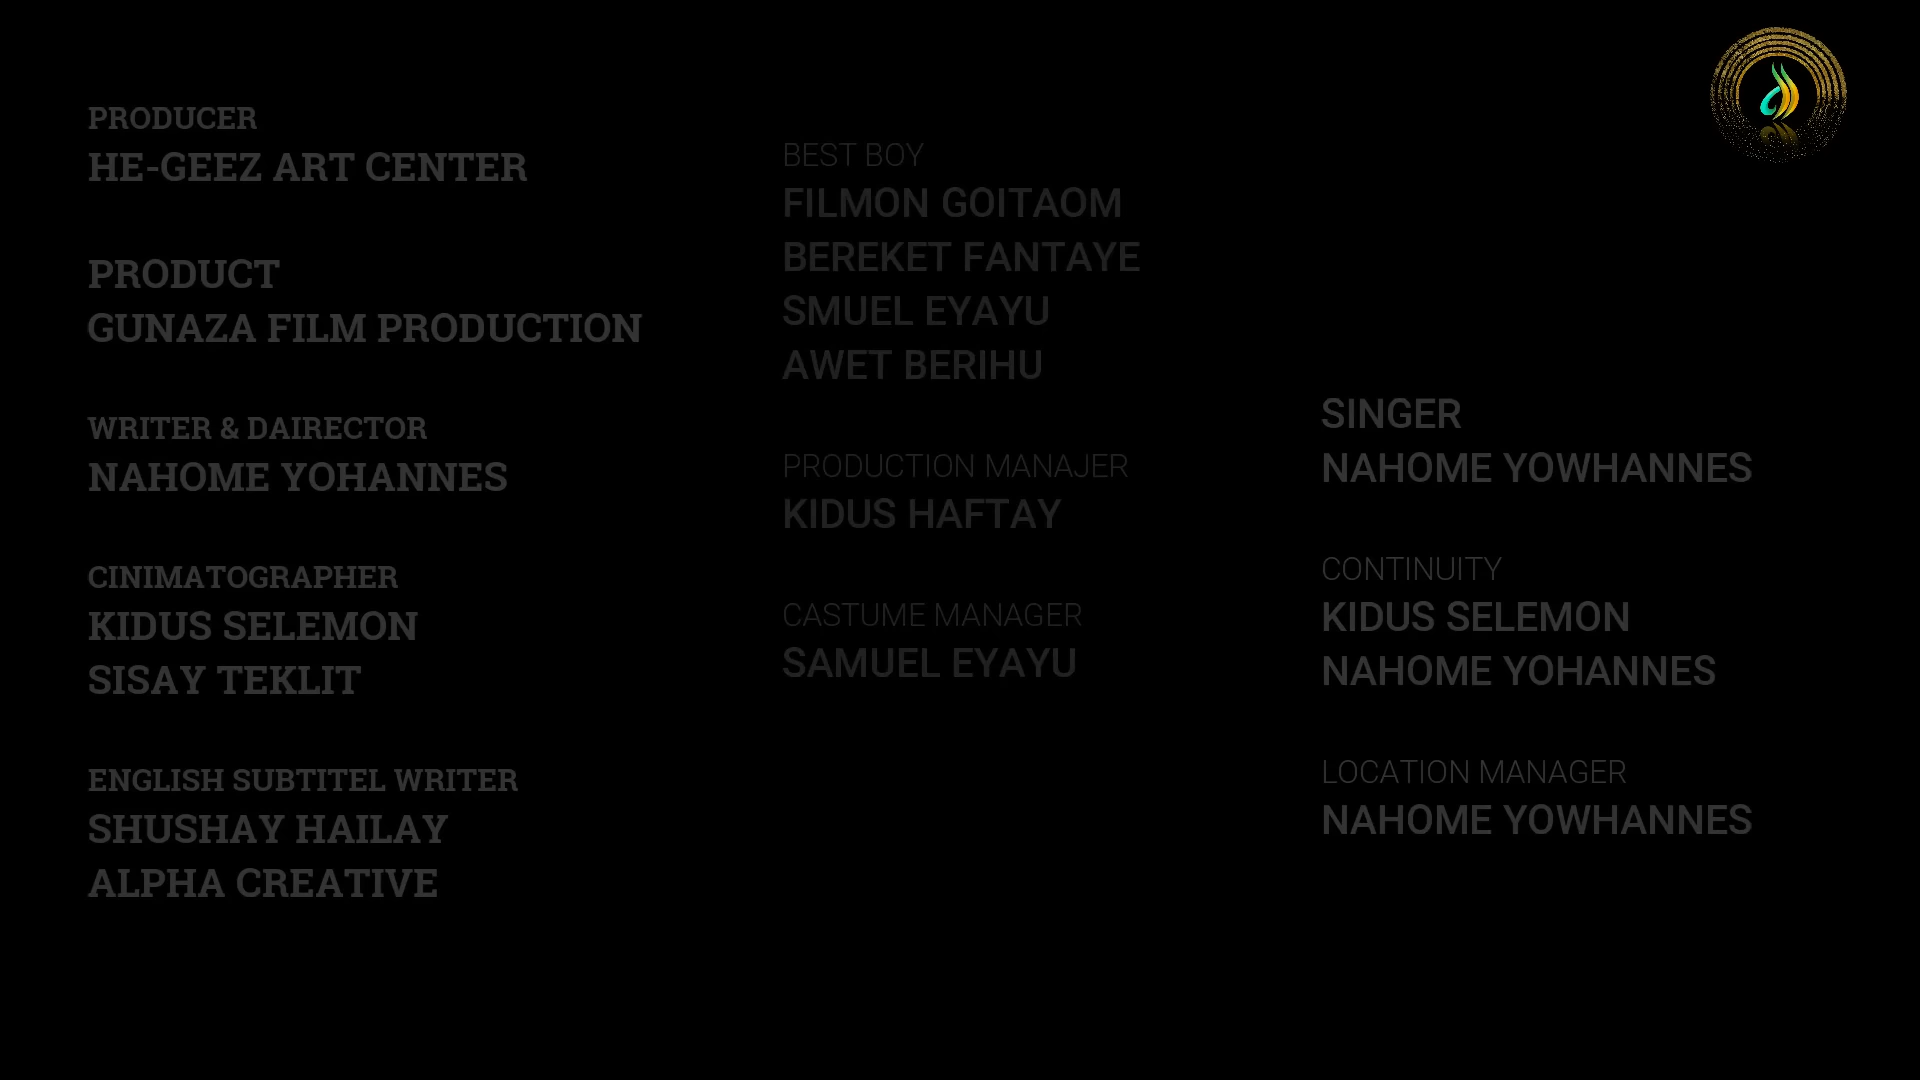 PRODUCER
HE-GEEZ ART CENTER
PRODUCT
GUNAZA FILM PRODUCTION
WRITER & DAIRECTOR
NAHOME YOHANNES
CINIMATOGRAPHER
KIDUS SELEMON
SISAY TEKLIT
ENGLISH SUBTITEL WRITER
SHUSHAY HAILAY
ALPHA CREATIVE
BEST BOY
FILMON GOITAOM
BEREKET FANTAYE
SMUEL EYAYU
AWET BERIHU
PRODUCTION MANAJER
KIDUS HAFTAY
CASTUME MANAGER
SAMUEL EYAYU
SINGER
NAHOME YOWHANNES
CONTINUITY
KIDUS SELEMON
NAHOME YOHANNES
LOCATION MANAGER
NAHOME YOWHANNES